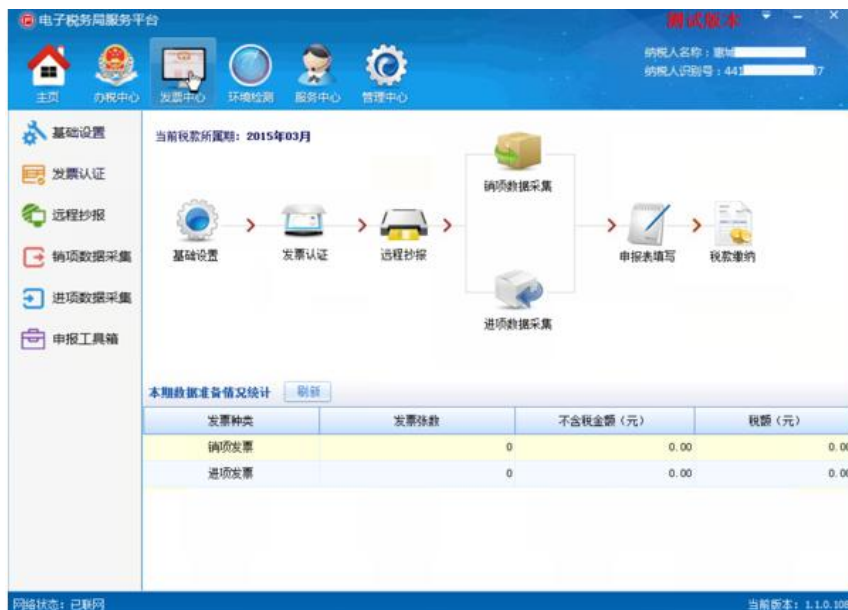 电子税务局服务平台
测试版本
主页 办税中心 发票中心 环境检测 服务中心 管理中心
纳税人名称：惠城
纳税人识别号：441 07
基础设置
发票认证
远程抄报
销项数据采集
进项数据采集
申报工具箱
当前税款所属期：2015年03月
销项数据采集
基础设置 发票认证 远程抄报 申报表填写 税款缴纳
进项数据采集
本期数据准备情况统计 刷新
发票种类 发票张数 不含税金额（元） 税额（元）
销项发票 0 0.00 0.00
进项发票 0 0.00 0.00
网络状态：已联网 当前版本：1.1.0.108